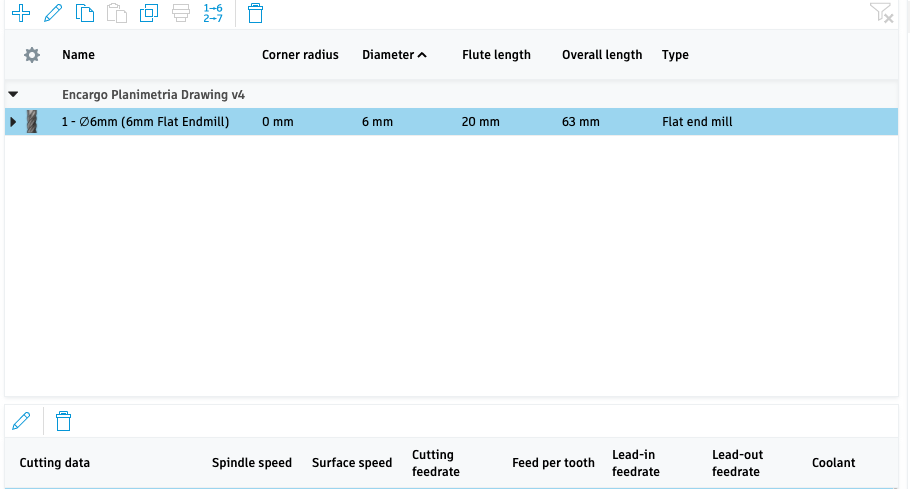 1→6
2→7
Name Corner radius Diameter Flute length Overall length Type
Encargo Planimetria Drawing v4
1 - ∅6mm (6mm Flat Endmill) 0 mm 6 mm 20 mm 63 mm Flat end mill
Cutting data Spindle speed Surface speed Cutting feedrate Feed per tooth Lead-in feedrate Lead-out feedrate Coolant